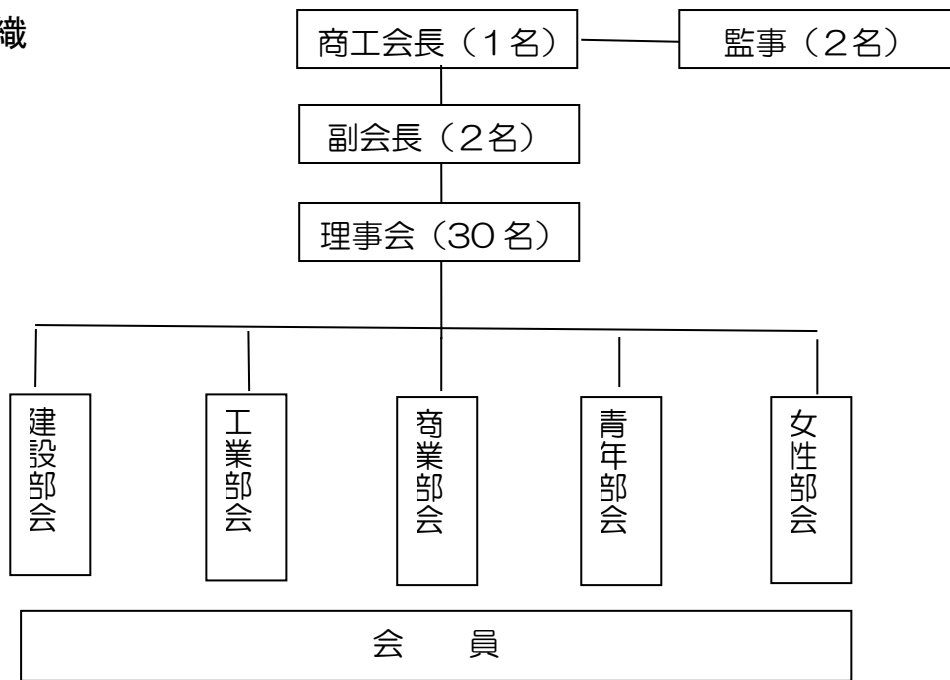 織
商工会長（１名）
監事（２名）
副会長（２名）
理事会（30 名）
建設部会
工業部会
商業部会
青年部会
女性部会
会　　員